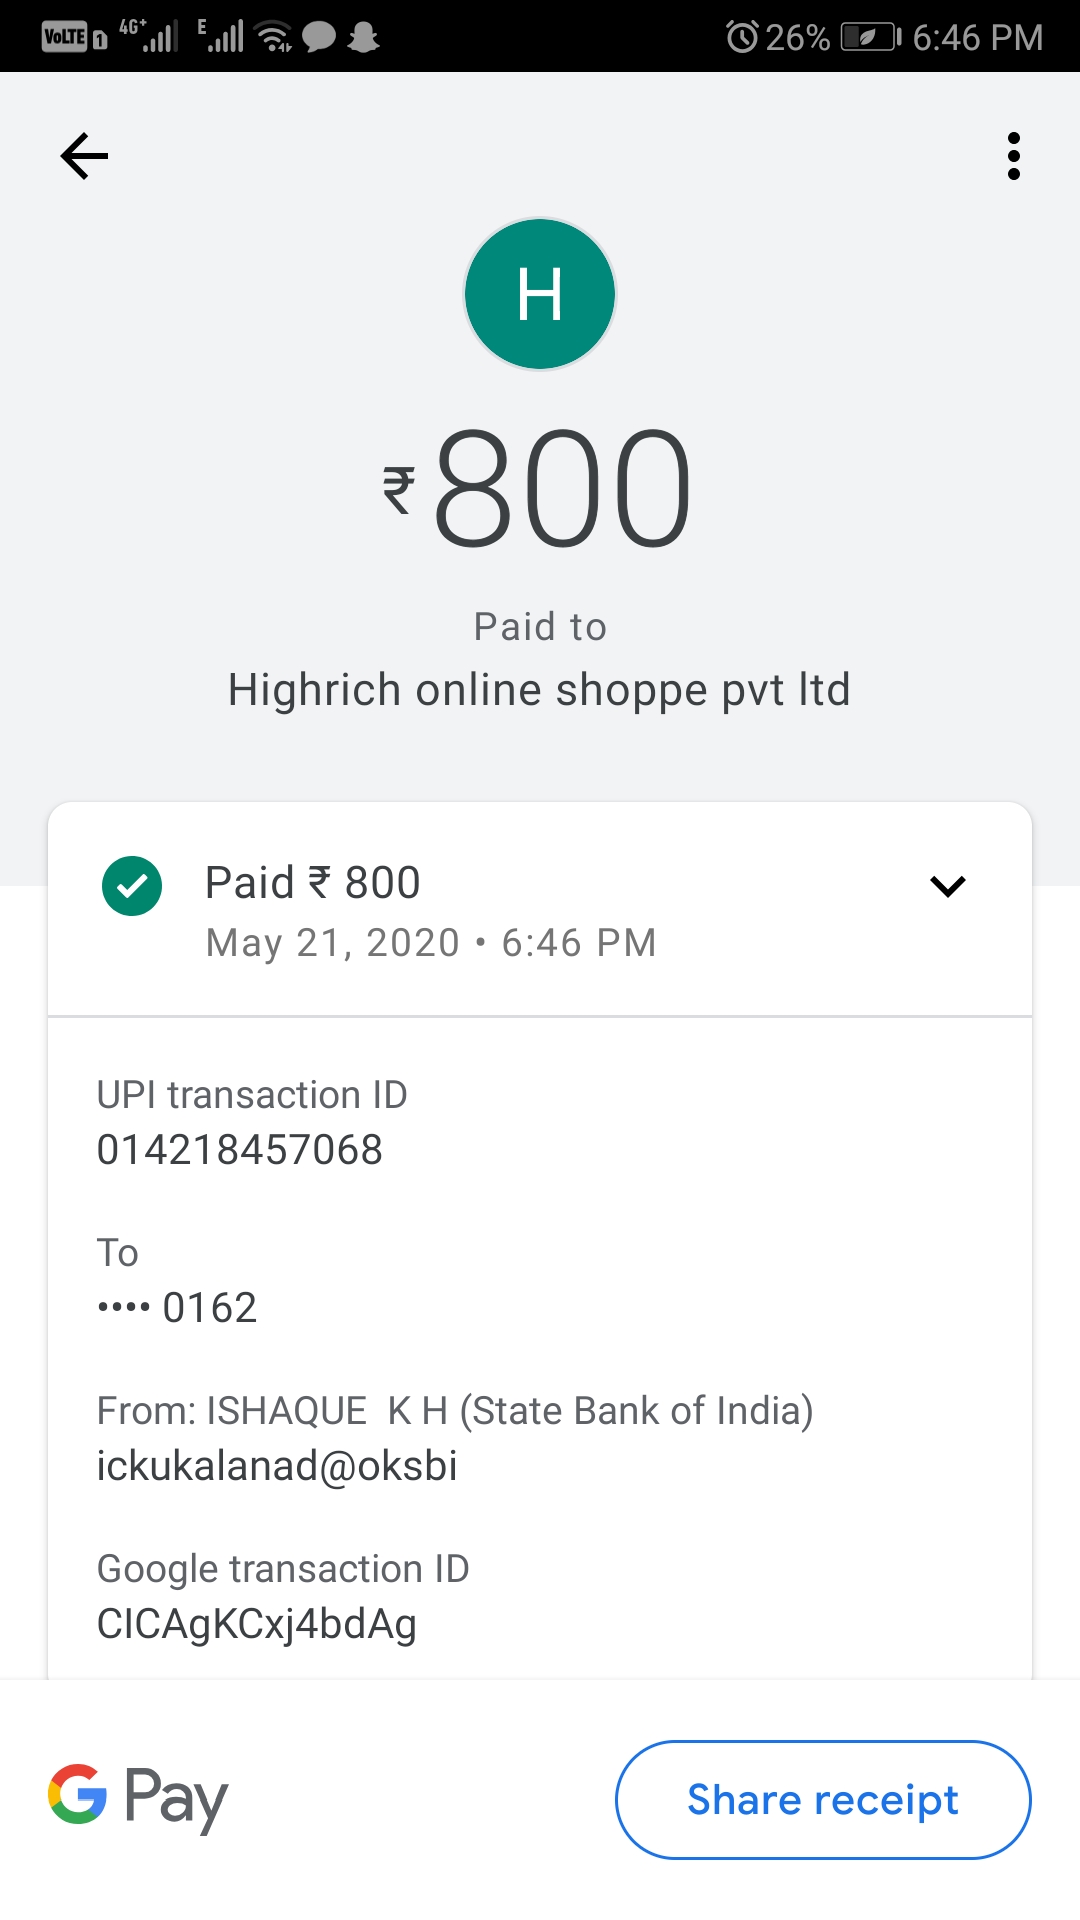 VoLTE 1 4G+ E 26% 6:46 PM
H
₹800
Paid to
Highrich online shoppe pvt ltd
Paid ₹ 800
May 21, 2020 • 6:46 PM
UPI transaction ID
014218457068
To
•••• 0162
From: ISHAQUE  K H (State Bank of India)
ickukalanad@oksbi
Google transaction ID
CICAgKCxj4bdAg
G Pay
Share receipt